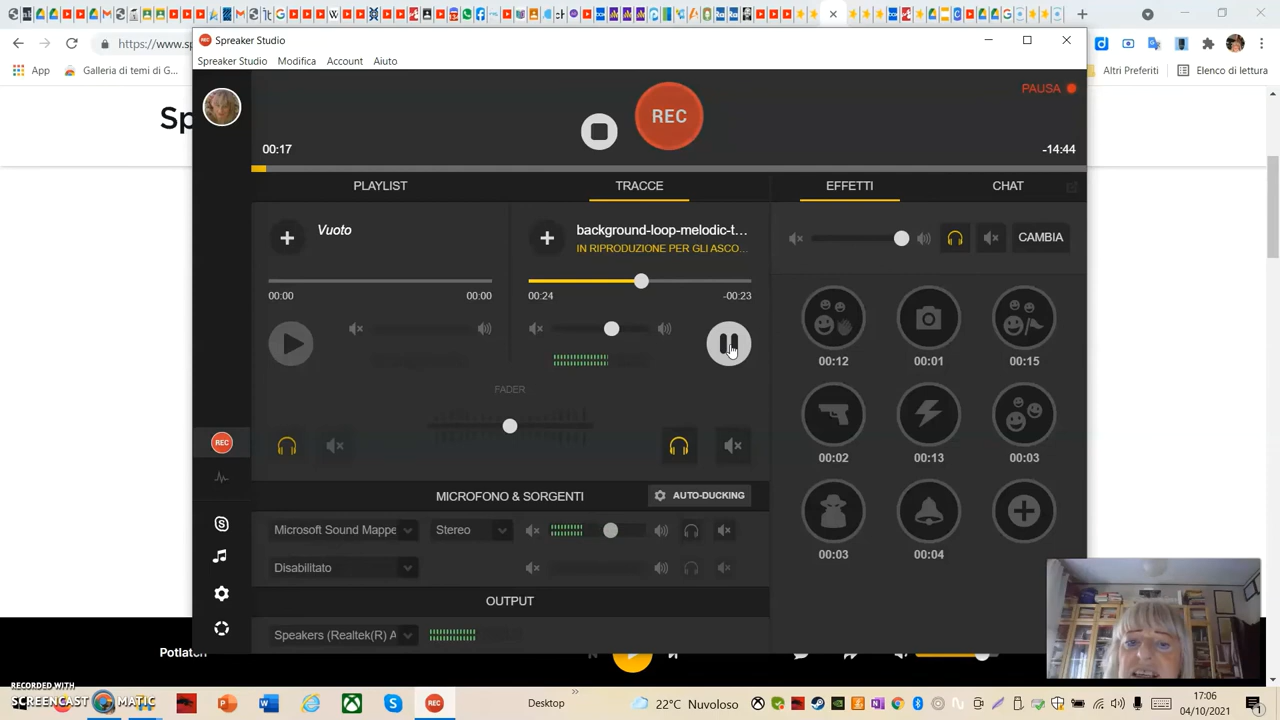 https://www.sp
App
Galleria di temi di G...
Altri Preferiti
Elenco di lettura
REC
Spreaker Studio
Spreaker Studio
Modifica
Account
Aiuto
Sp
REC
PAUSA
00:17
-14:44
PLAYLIST
TRACCE
EFFETTI
CHAT
Vuoto
background-loop-melodic-t...
IN RIPRODUZIONE PER GLI ASCO...
CAMBIA
00:00
00:00
00:24
-00:23
00:12
00:01
00:15
FADER
00:02
00:13
00:03
REC
MICROFONO & SORGENTI
AUTO-DUCKING
Microsoft Sound Mappe
Stereo
00:03
00:04
Disabilitato
OUTPUT
Speakers (Realtek(R) A
Potlatch
RECORDED WITH
SCREENCAST
MATIC
REC
Desktop
22°C Nuvoloso
17:06
04/10/2021